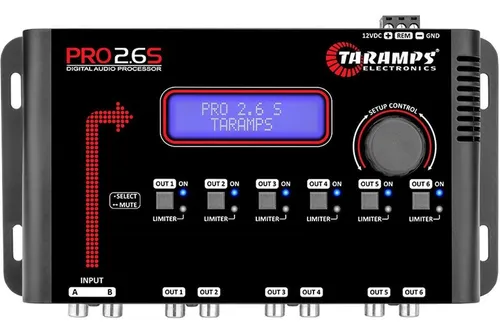 12VDC + REM - GND
PRO 2.6S
DIGITAL AUDIO PROCESSOR
TARAMPS®
ELECTRONICS
PRO 2.6 S
TARAMPS
SETUP CONTROL
OUT 1 ON OUT 2 ON OUT 3 ON OUT 4 ON OUT 5 ON OUT 6 ON
-SELECT
-- MUTE
LIMITER LIMITER LIMITER LIMITER LIMITER LIMITER
INPUT
A B OUT 1 OUT 2 OUT 3 OUT 4 OUT 5 OUT 6